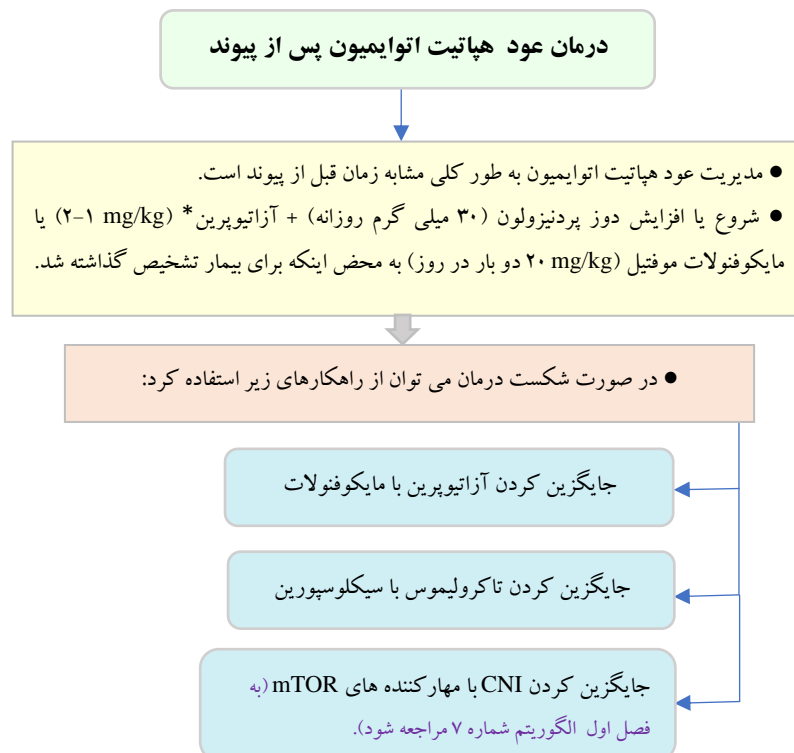 درمان عود هپاتیت اتوایمیون پس از پیوند
● مدیریت عود هپاتیت اتوایمیون به طور کلی مشابه زمان قبل از پیوند است.
● شروع یا افزایش دوز پردنیزولون (۳۰ میلی گرم روزانه) + آزاتیوپرین* (۱-۲ mg/kg) یا
مایکوفنولات موفتیل (۲۰ mg/kg دو بار در روز) به محض اینکه برای بیمار تشخیص گذاشته شد.
● در صورت شکست درمان می توان از راهکارهای زیر استفاده کرد:
جایگزین کردن آزاتیوپرین با مایکوفنولات
جایگزین کردن تاکرولیموس با سیکلوسپورین
جایگزین کردن CNI با مهارکننده های mTOR (به
فصل اول الگوریتم شماره ۷ مراجعه شود).